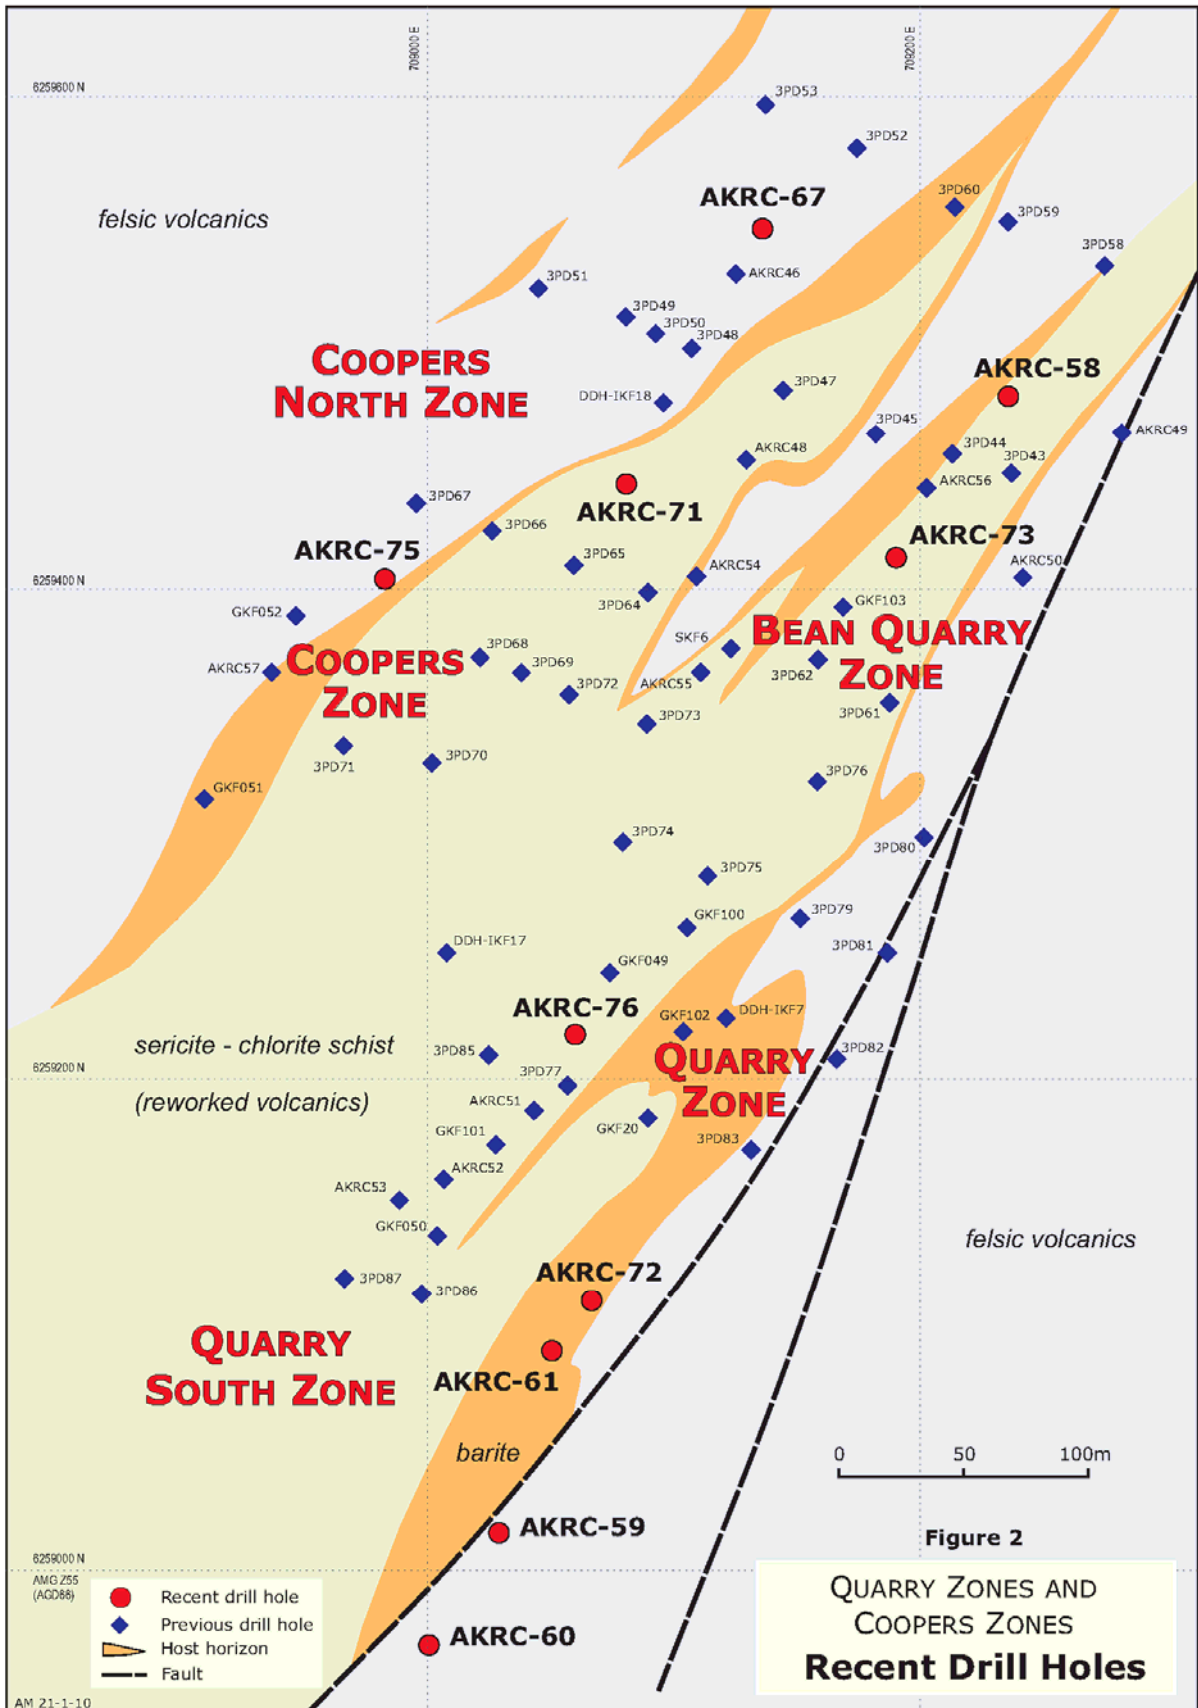 709000 E
709200 E
6259600 N
3PD53
3PD52
AKRC-67
3PD60
felsic volcanics
3PD59
3PD58
AKRC46
3PD51
3PD49
3PD50
3PD48
COOPERS
NORTH ZONE
AKRC-58
3PD47
DDH-IKF18
3PD45
AKRC49
3PD44
3PD43
AKRC48
AKRC56
3PD67
AKRC-71
3PD66
AKRC-73
AKRC-75
3PD65
AKRC50
AKRC54
6259400 N
3PD64
GKF103
GKF052
BEAN QUARRY
ZONE
SKF6
3PD68
COOPERS
ZONE
3PD69
AKRC57
AKRC55
3PD62
3PD72
3PD61
3PD73
3PD71
3PD70
3PD76
GKF051
3PD74
3PD80
3PD75
GKF100
3PD79
DDH-IKF17
3PD81
GKF049
AKRC-76
DDH-IKF7
GKF102
sericite - chlorite schist
3PD85
QUARRY
ZONE
3PD82
6259200 N
3PD77
(reworked volcanics)
AKRC51
GKF20
GKF101
3PD83
AKRC52
AKRC53
GKF050
felsic volcanics
3PD87
3PD86
AKRC-72
QUARRY
SOUTH ZONE
AKRC-61
barite
0 50 100m
AKRC-59
Figure 2
6259000 N
AMG Z55
(AGD66)
QUARRY ZONES AND
COOPERS ZONES
Recent Drill Holes
Recent drill hole
Previous drill hole
Host horizon
Fault
AKRC-60
AM 21-1-10